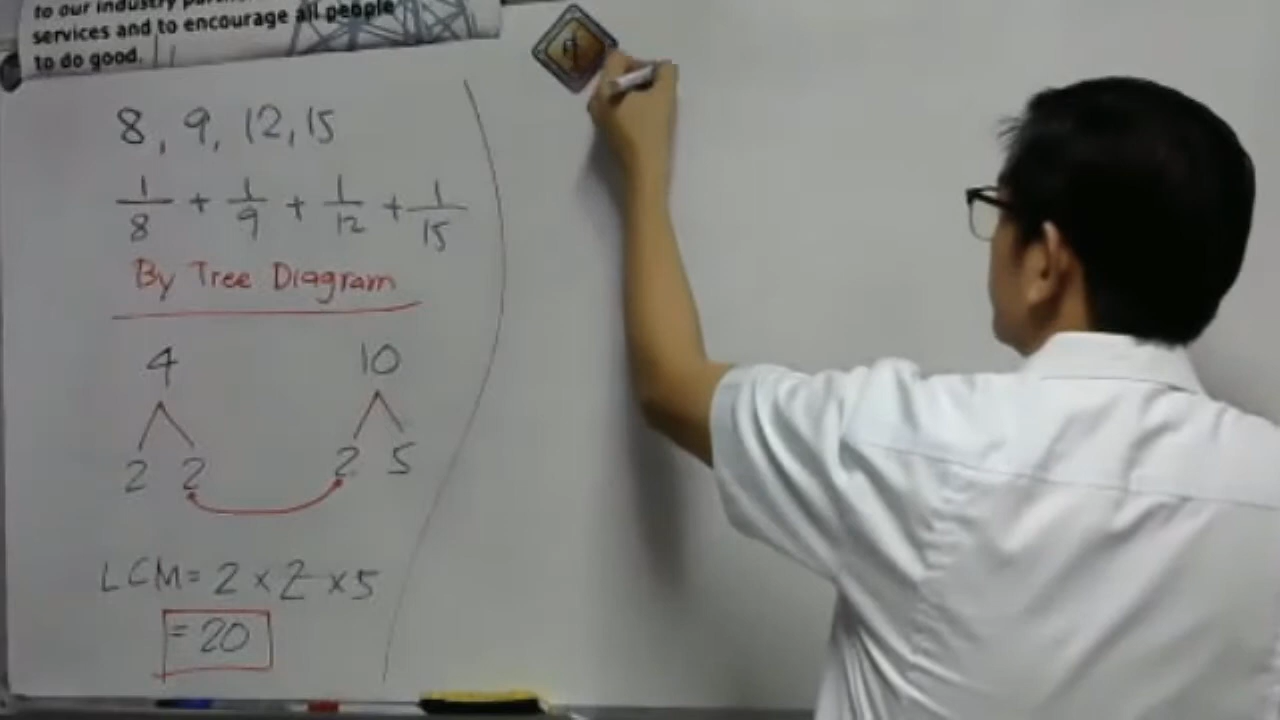 services and to encourage all people
to do good.
8, 9, 12, 15
1/8 + 1/9 + 1/12 + 1/15
By Tree Diagram
4 10
2 2 2 5
LCM = 2 × 2 × 5
= 20